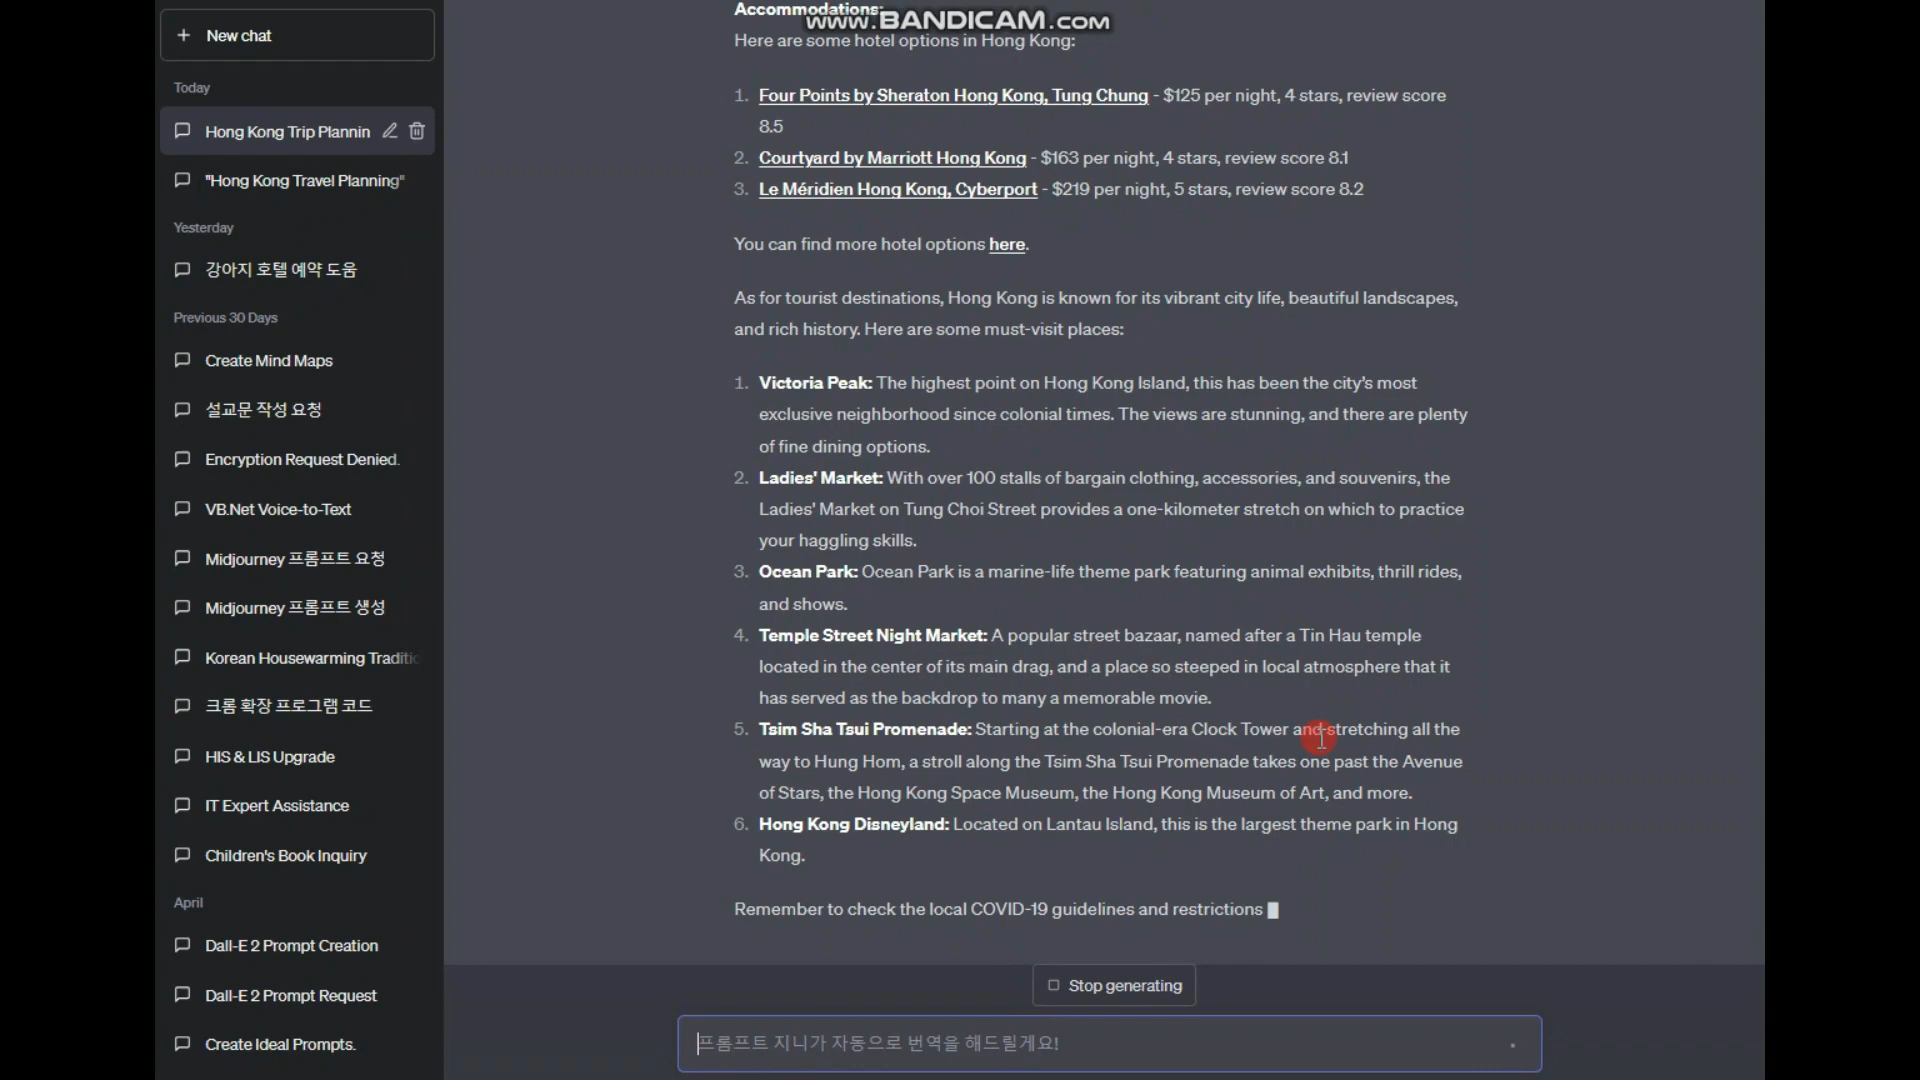 New chat
Today
Hong Kong Trip Plannin
"Hong Kong Travel Planning"
Yesterday
강아지 호텔 예약 도움
Previous 30 Days
Create Mind Maps
설교문 작성 요청
Encryption Request Denied.
VB.Net Voice-to-Text
Midjourney 프롬프트 요청
Midjourney 프롬프트 생성
Korean Housewarming Traditio
크롬 확장 프로그램 코드
HIS & LIS Upgrade
IT Expert Assistance
Children's Book Inquiry
April
Dall-E 2 Prompt Creation
Dall-E 2 Prompt Request
Create Ideal Prompts.
www.BANDICAM.com
Accommodations:
Here are some hotel options in Hong Kong:
1. Four Points by Sheraton Hong Kong, Tung Chung - $125 per night, 4 stars, review score
8.5
2. Courtyard by Marriott Hong Kong - $163 per night, 4 stars, review score 8.1
3. Le Méridien Hong Kong, Cyberport - $219 per night, 5 stars, review score 8.2
You can find more hotel options here.
As for tourist destinations, Hong Kong is known for its vibrant city life, beautiful landscapes,
and rich history. Here are some must-visit places:
1. Victoria Peak: The highest point on Hong Kong Island, this has been the city's most
exclusive neighborhood since colonial times. The views are stunning, and there are plenty
of fine dining options.
2. Ladies' Market: With over 100 stalls of bargain clothing, accessories, and souvenirs, the
Ladies' Market on Tung Choi Street provides a one-kilometer stretch on which to practice
your haggling skills.
3. Ocean Park: Ocean Park is a marine-life theme park featuring animal exhibits, thrill rides,
and shows.
4. Temple Street Night Market: A popular street bazaar, named after a Tin Hau temple
located in the center of its main drag, and a place so steeped in local atmosphere that it
has served as the backdrop to many a memorable movie.
5. Tsim Sha Tsui Promenade: Starting at the colonial-era Clock Tower and stretching all the
way to Hung Hom, a stroll along the Tsim Sha Tsui Promenade takes one past the Avenue
of Stars, the Hong Kong Space Museum, the Hong Kong Museum of Art, and more.
6. Hong Kong Disneyland: Located on Lantau Island, this is the largest theme park in Hong
Kong.
Remember to check the local COVID-19 guidelines and restrictions
Stop generating
프롬프트 지니가 자동으로 번역을 해드릴게요!